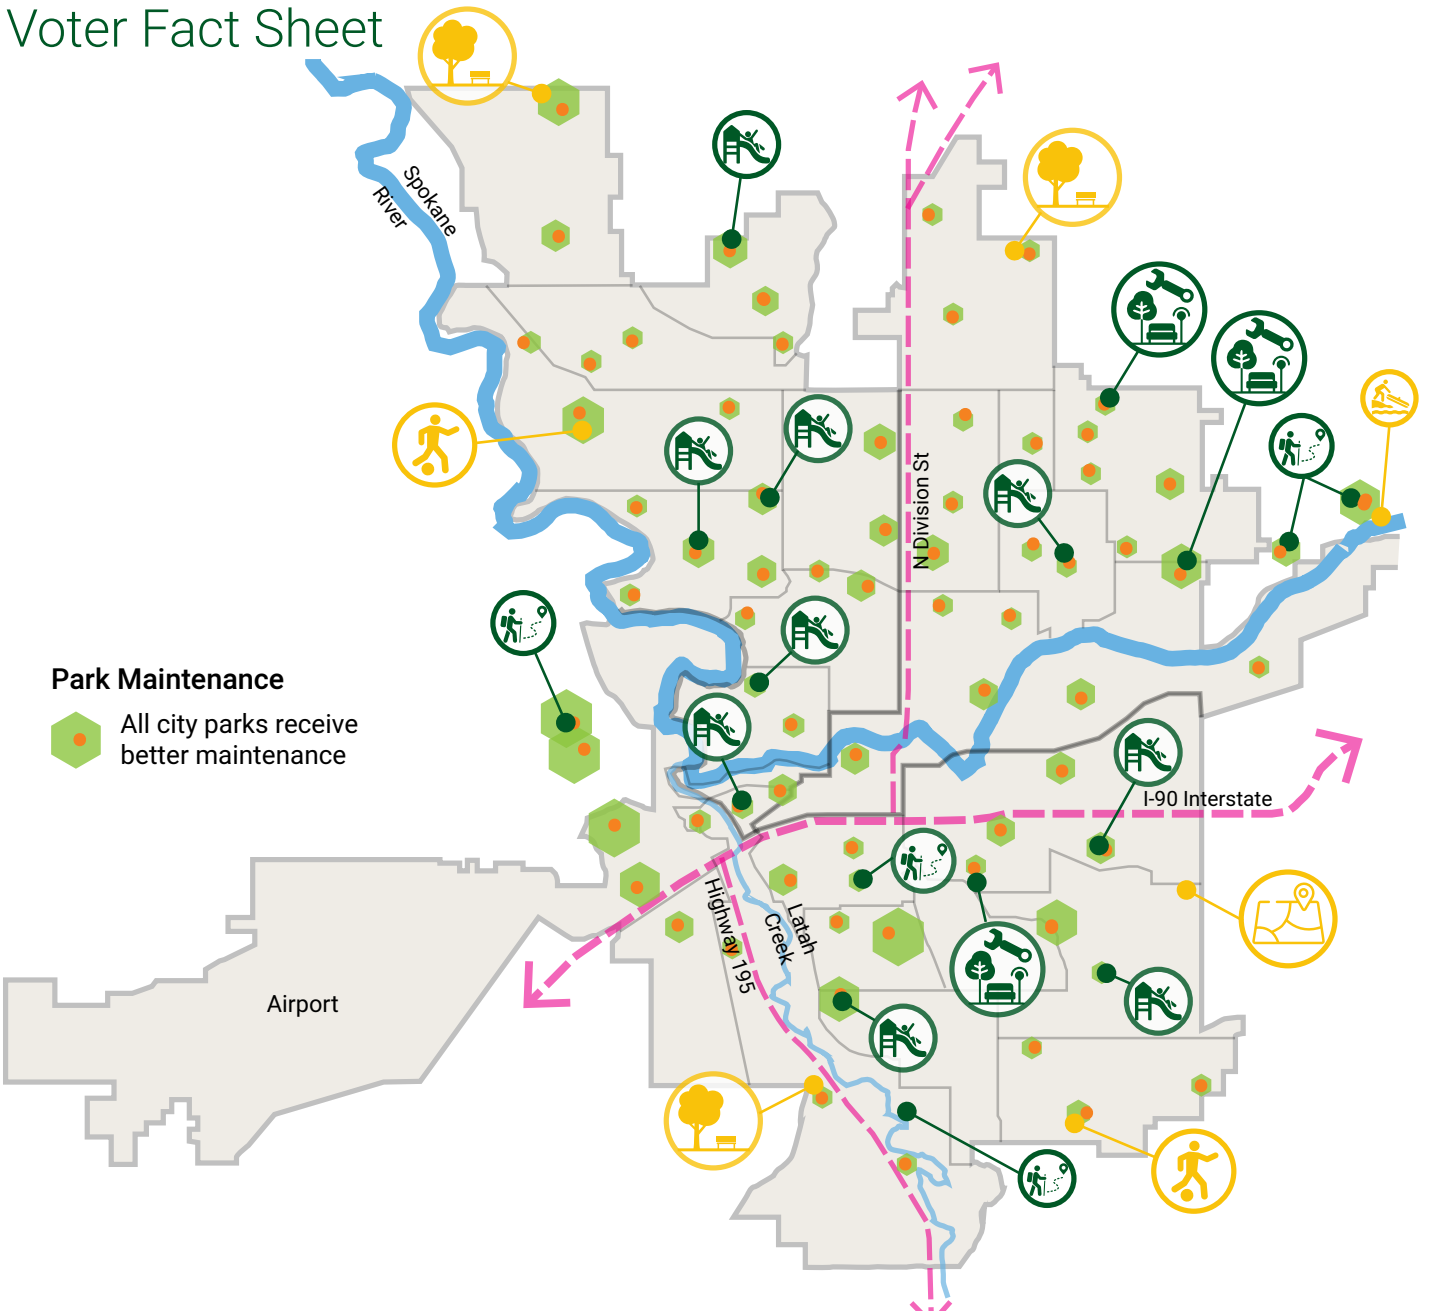 Voter Fact Sheet
Spokane
River
N Division St
Park Maintenance
All city parks receive
better maintenance
I-90 Interstate
Highway 195
Latah
Creek
Airport